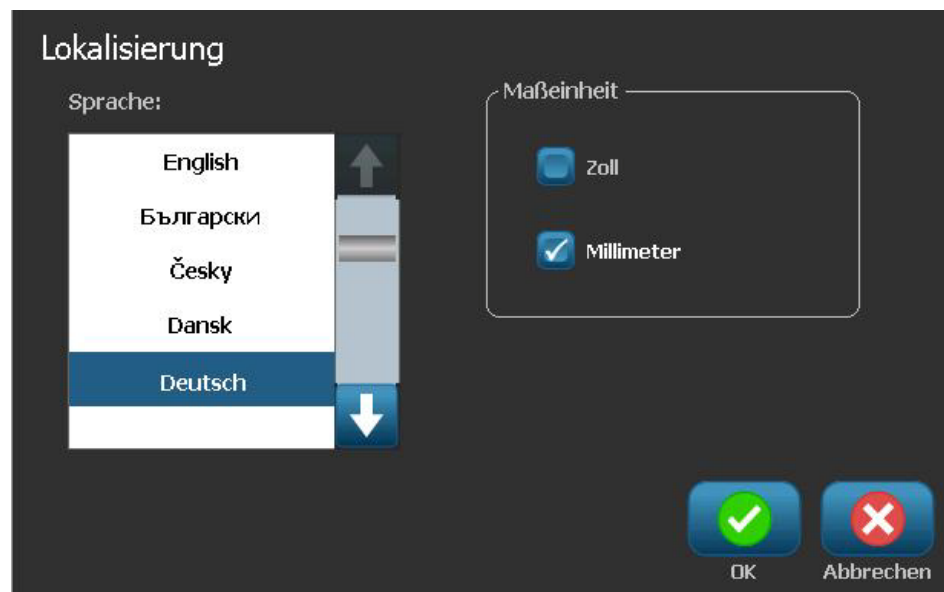 Lokalisierung
Sprache:
English
Български
Česky
Dansk
Deutsch
Maßeinheit
Zoll
Millimeter
OK
Abbrechen